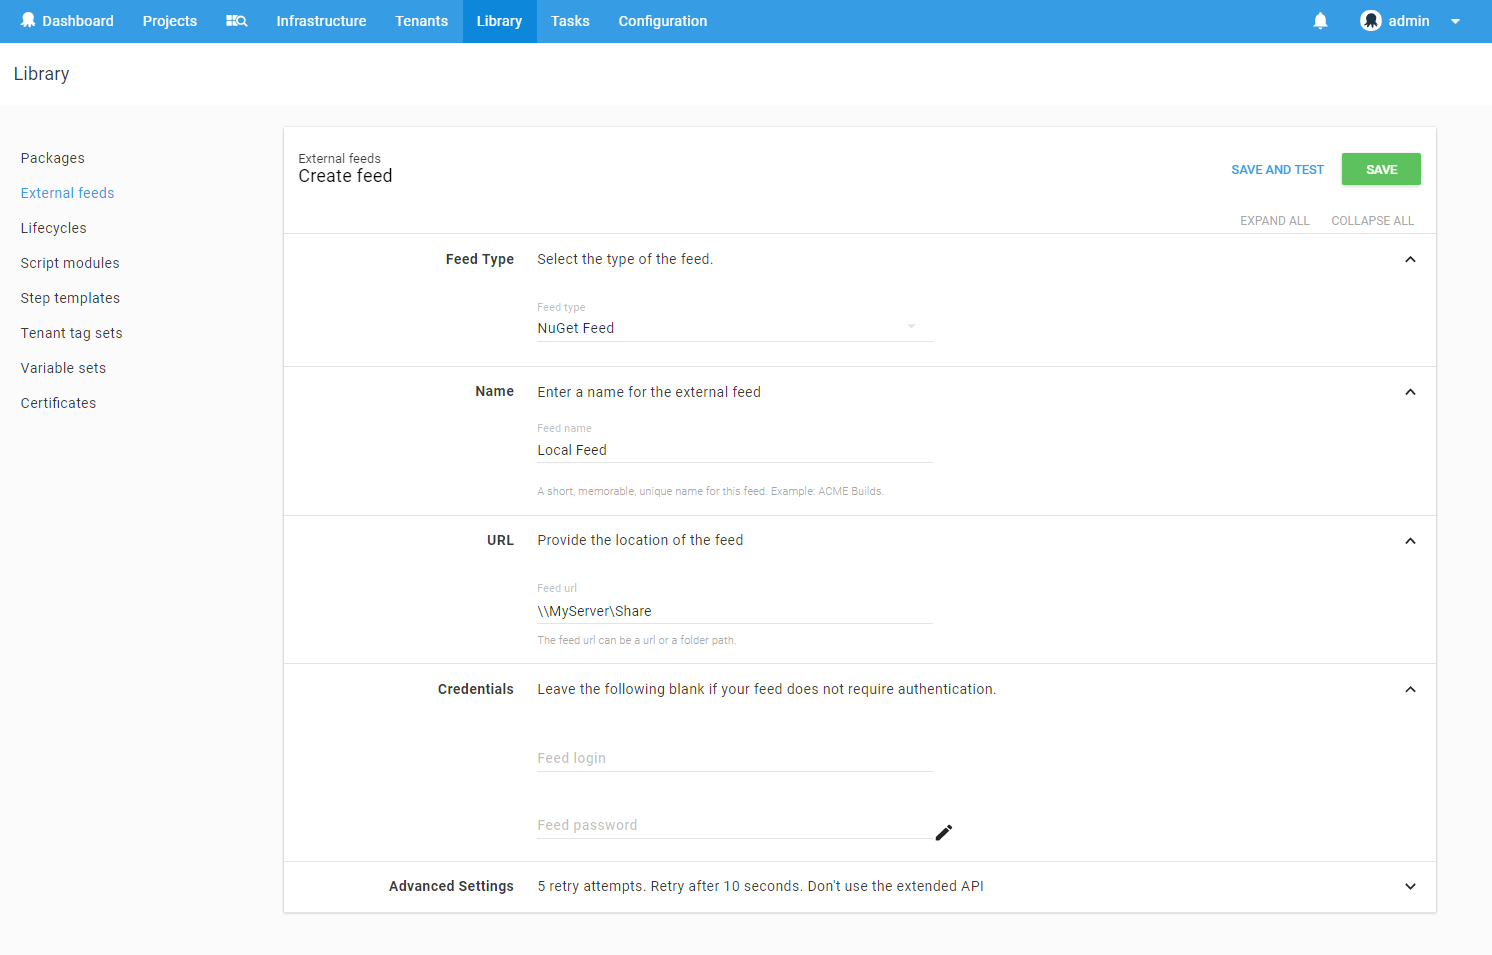 Dashboard Projects Infrastructure Tenants Library Tasks Configuration admin
Library
Packages
External feeds
Lifecycles
Script modules
Step templates
Tenant tag sets
Variable sets
Certificates
External feeds
Create feed
SAVE AND TEST SAVE
EXPAND ALL COLLAPSE ALL
Feed Type Select the type of the feed.
Feed type
NuGet Feed
Name Enter a name for the external feed
Feed name
Local Feed
A short, memorable, unique name for this feed. Example: ACME Builds.
URL Provide the location of the feed
Feed url
\\MyServer\Share
The feed url can be a url or a folder path.
Credentials Leave the following blank if your feed does not require authentication.
Feed login
Feed password
Advanced Settings 5 retry attempts. Retry after 10 seconds. Don't use the extended API